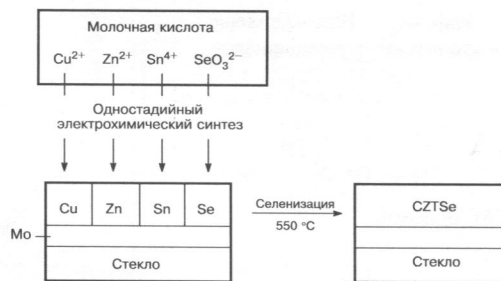 Молочная кислота
Cu²⁺ Zn²⁺ Sn⁴⁺ SeO₃²⁻
Одностадийный
электрохимический синтез
Cu Zn Sn Se
Mo
Стекло
Селенизация
550 °C
CZTSe
Стекло